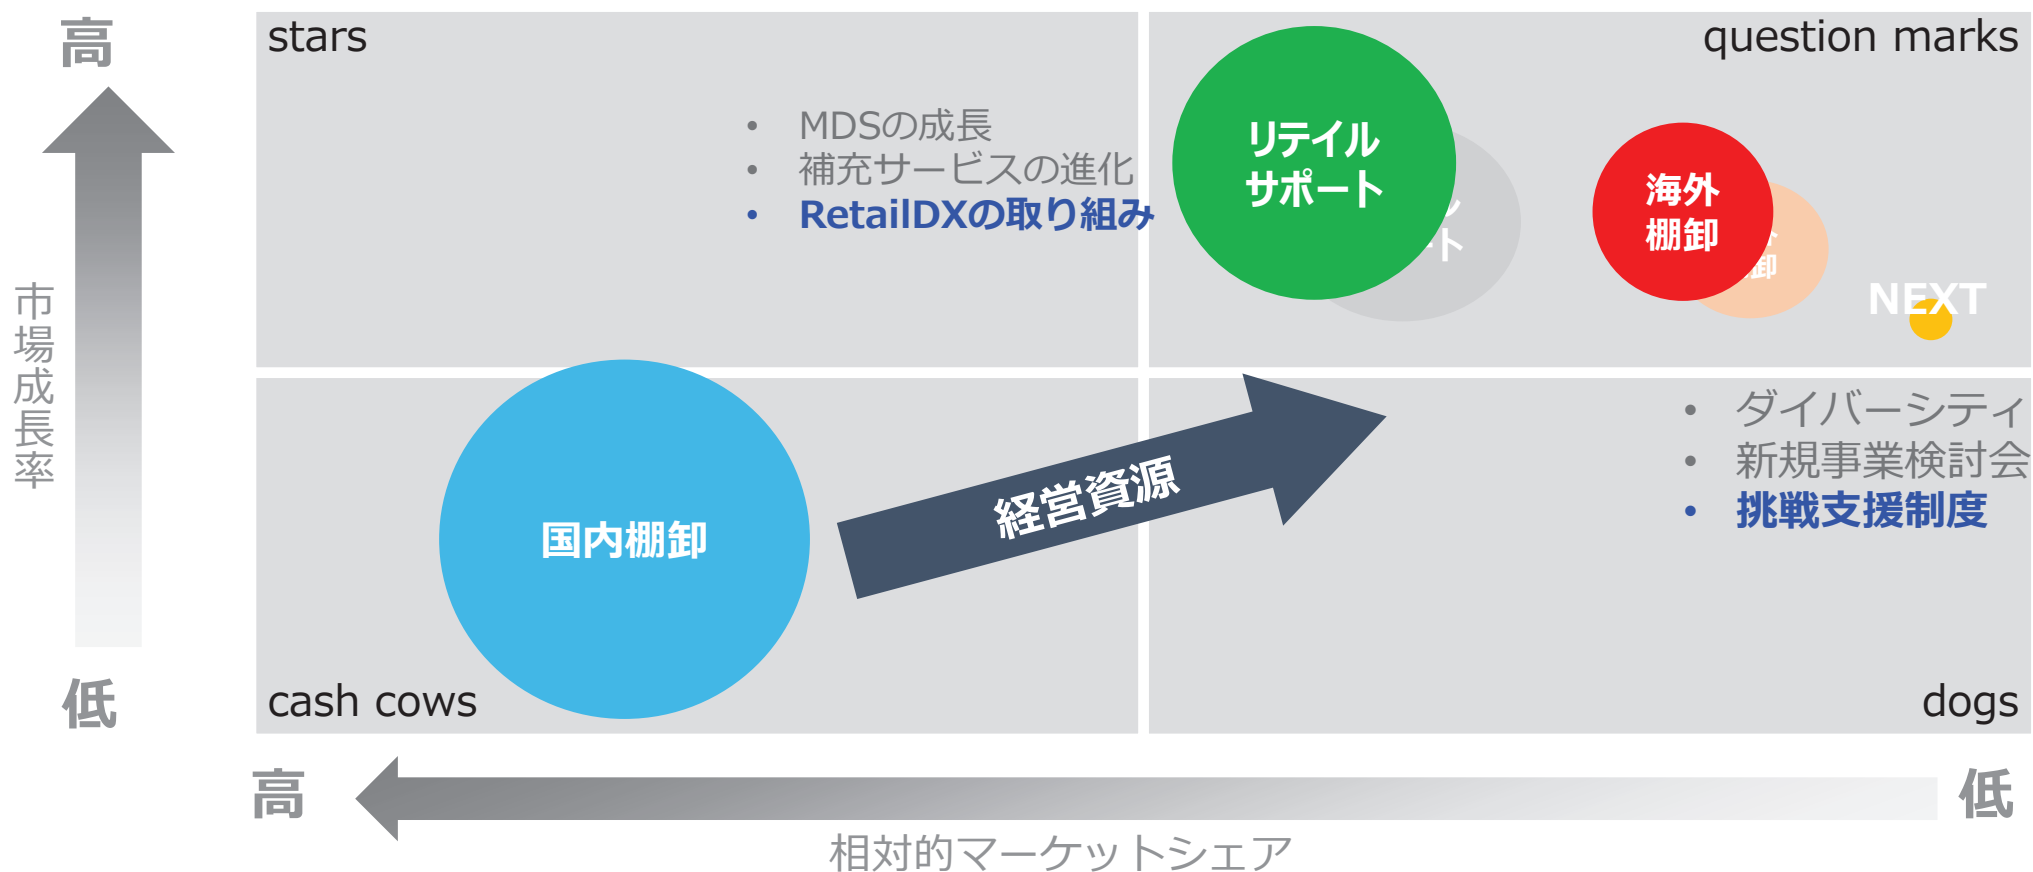 高
stars
question marks
• MDSの成長
• 補充サービスの進化
• RetailDXの取り組み
リテイル
サポート
海外
棚卸
NEXT
市場成長率
国内棚卸
経営資源
• ダイバーシティ
• 新規事業検討会
• 挑戦支援制度
低
cash cows
dogs
高
低
相対的マーケットシェア